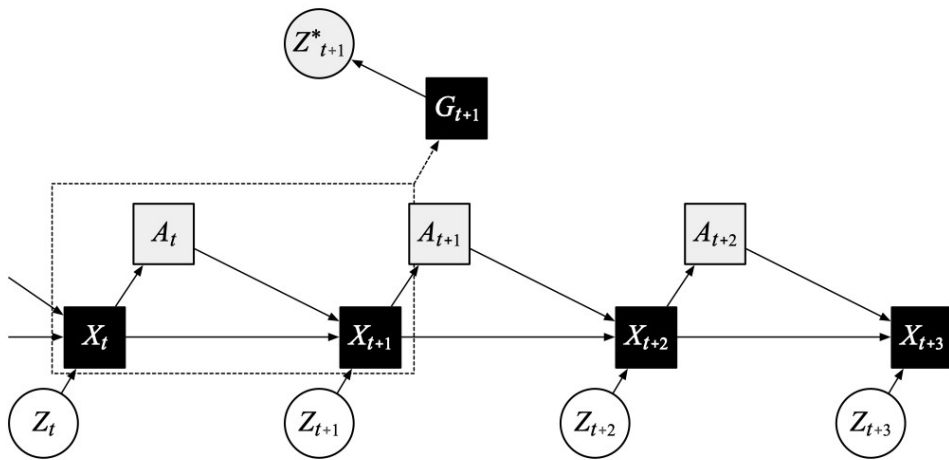 Z*ₜ₊₁
Gₜ₊₁
Aₜ Aₜ₊₁ Aₜ₊₂
Xₜ Xₜ₊₁ Xₜ₊₂ Xₜ₊₃
Zₜ Zₜ₊₁ Zₜ₊₂ Zₜ₊₃